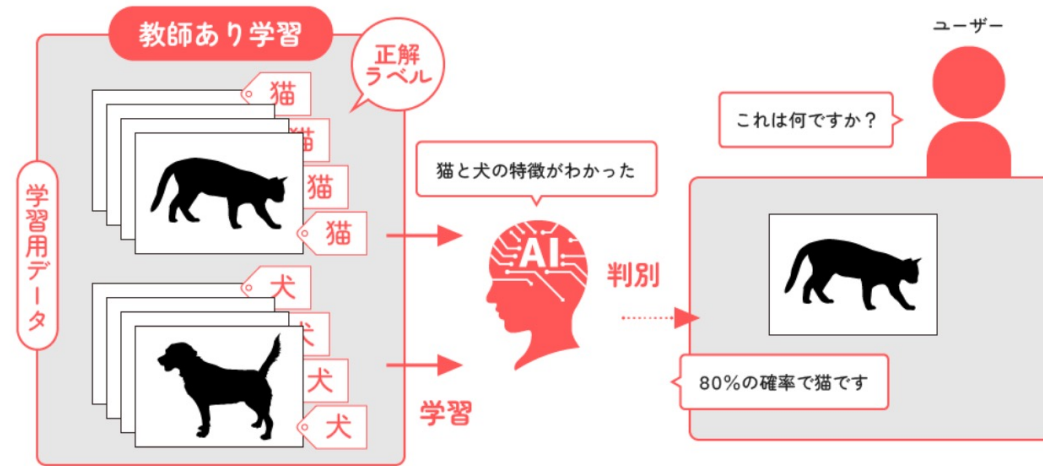 教師あり学習
正解
ラベル
猫
猫
猫
猫
学習用データ
犬
犬
犬
犬
学習
猫と犬の特徴がわかった
AI
判別
ユーザー
これは何ですか？
80%の確率で猫です